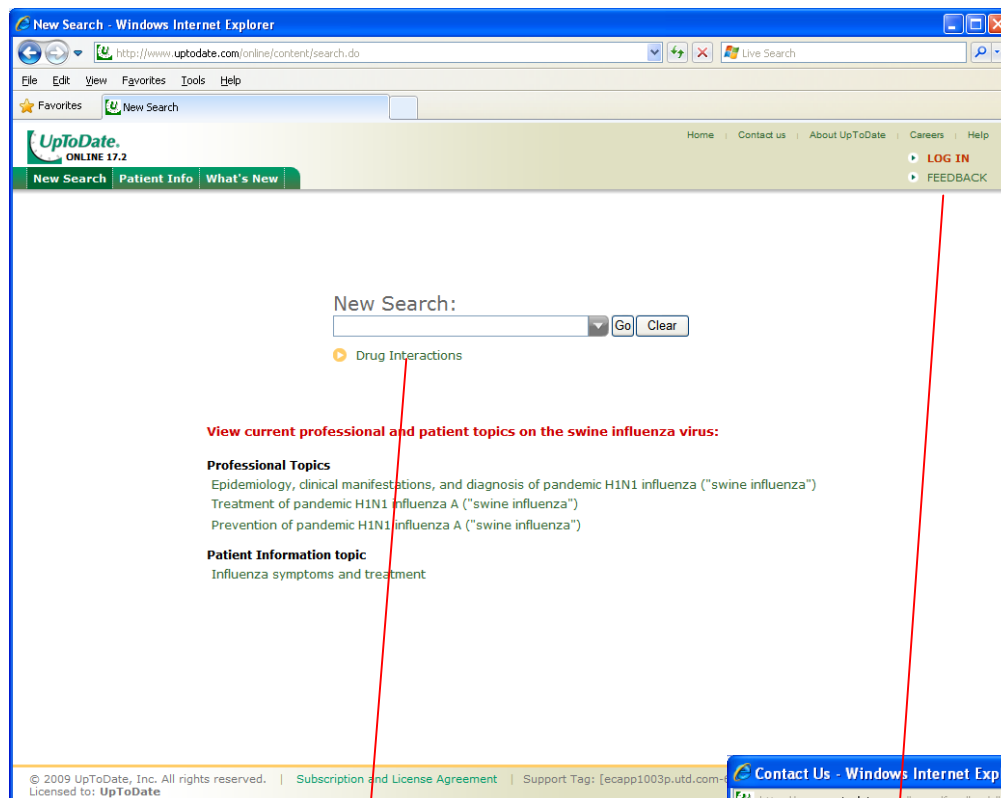 New Search - Windows Internet Explorer
http://www.uptodate.com/online/content/search.do
Live Search
File Edit View Favorites Tools Help
Favorites
New Search
UpToDate.
ONLINE 17.2
Home Contact us About UpToDate Careers Help
LOG IN
FEEDBACK
New Search Patient Info What's New
New Search:
Go Clear
Drug Interactions
View current professional and patient topics on the swine influenza virus:
Professional Topics
Epidemiology, clinical manifestations, and diagnosis of pandemic H1N1 influenza ("swine influenza")
Treatment of pandemic H1N1 influenza A ("swine influenza")
Prevention of pandemic H1N1 influenza A ("swine influenza")
Patient Information topic
Influenza symptoms and treatment
© 2009 UpToDate, Inc. All rights reserved. | Subscription and License Agreement | Support Tag: [ecapp1003p.utd.com-
Licensed to: UpToDate
Contact Us - Windows Internet Exp